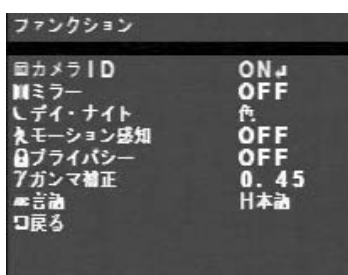 ファンクション
カメラID ON↲
ミラー OFF
デイ・ナイト 色
モーション感知 OFF
プライバシー OFF
ガンマ補正 0.45
言語 日本語
戻る